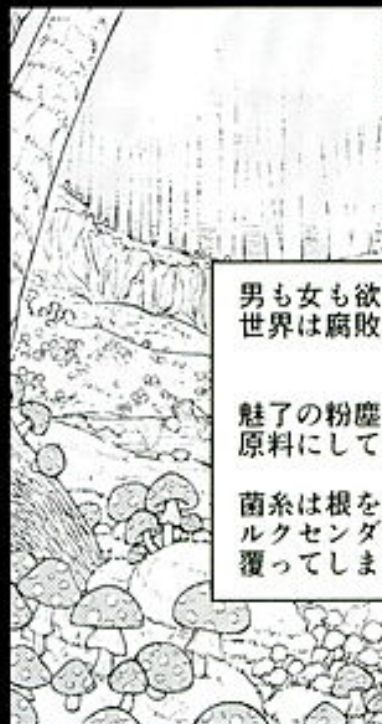 男も女も欲
世界は腐敗
魅了の粉塵
原料にして
菌糸は根を
ルクセンダ
覆ってしま